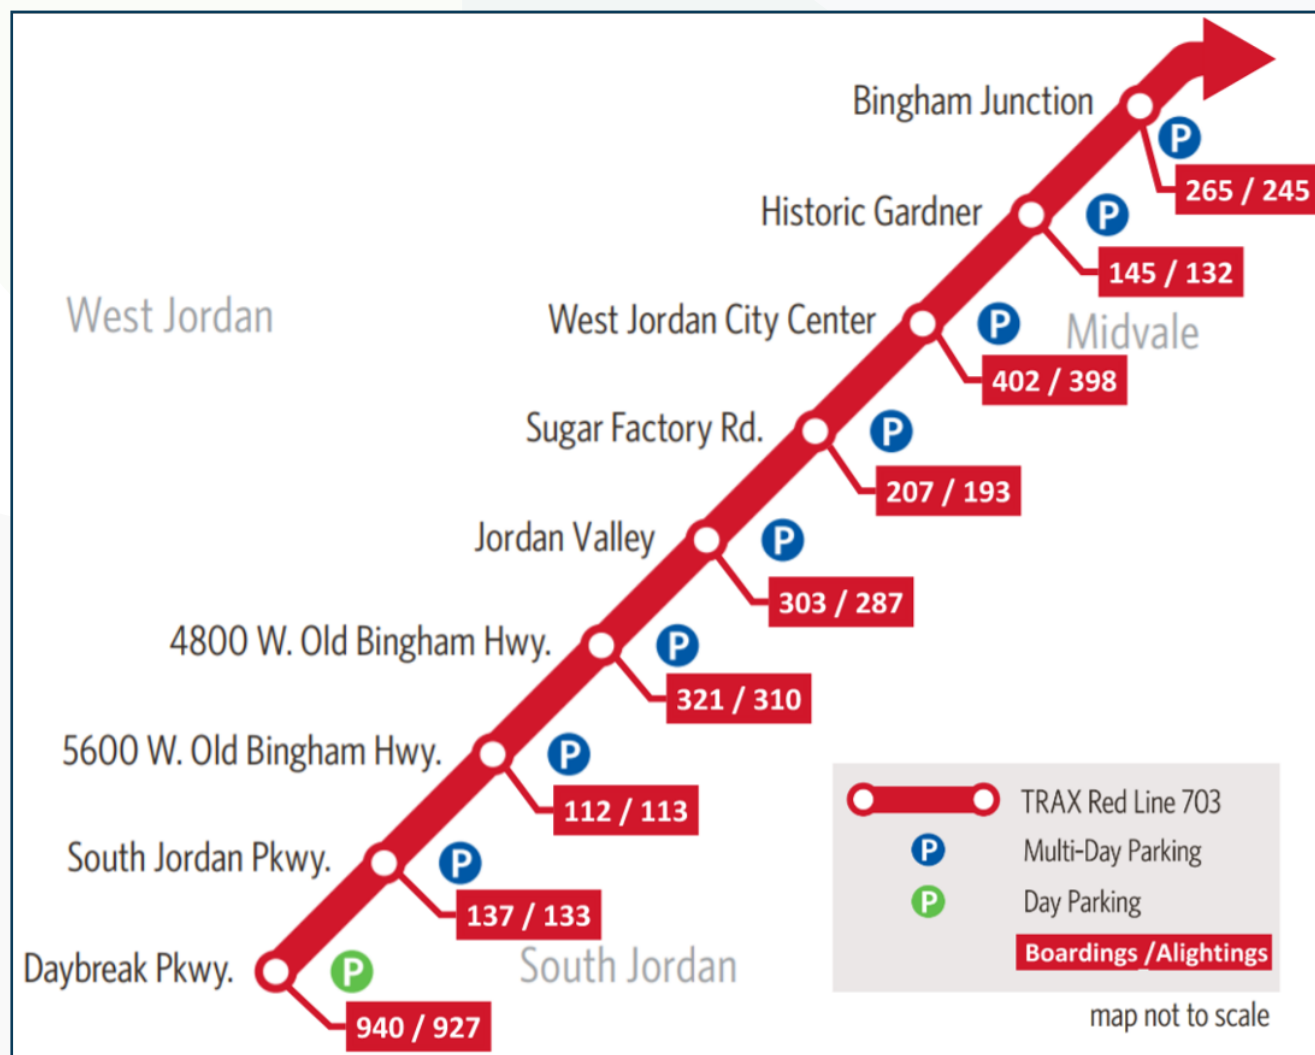 Bingham Junction
P
265 / 245
Historic Gardner
P
145 / 132
West Jordan
West Jordan City Center
P
Midvale
402 / 398
Sugar Factory Rd.
P
207 / 193
Jordan Valley
P
303 / 287
4800 W. Old Bingham Hwy.
P
321 / 310
5600 W. Old Bingham Hwy.
P
112 / 113
South Jordan Pkwy.
P
137 / 133
Daybreak Pkwy.
P
South Jordan
940 / 927
TRAX Red Line 703
P Multi-Day Parking
P Day Parking
Boardings /Alightings
map not to scale